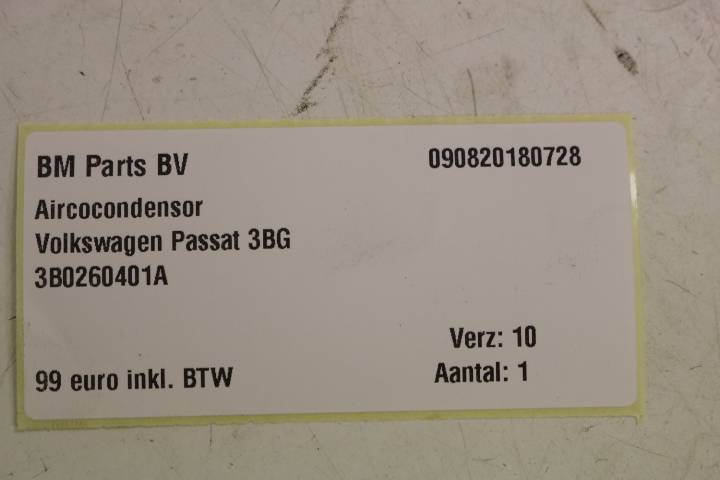 BM Parts BV 090820180728
Aircocondensor
Volkswagen Passat 3BG
3B0260401A
Verz: 10
99 euro inkl. BTW Aantal: 1